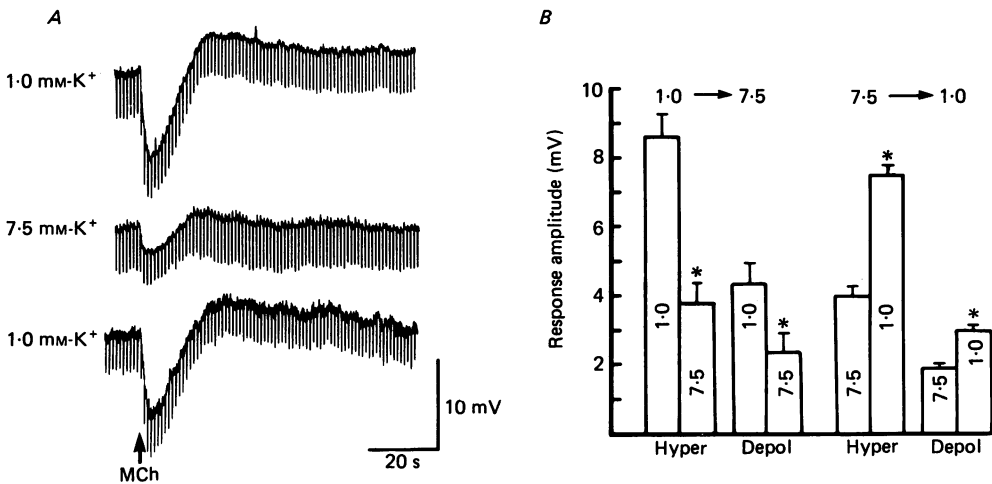 A
1·0 mM-K+
7·5 mM-K+
1·0 mM-K+
MCh
10 mV
20 s
B
Response amplitude (mV)
10
8
6
4
2
1·0 → 7·5
7·5 → 1·0
1·0
*
7·5
1·0
*
7·5
7·5
*
1·0
7·5
*
1·0
Hyper Depol Hyper Depol